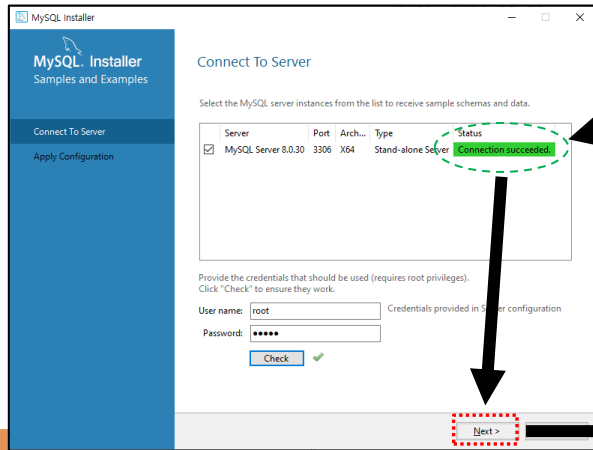 MySQL Installer
MySQL. Installer
Samples and Examples
Connect To Server
Apply Configuration
Connect To Server
Select the MySQL server instances from the list to receive sample schemas and data.
Server Port Arch... Type Status
MySQL Server 8.0.30 3306 X64 Stand-alone Server Connection succeeded.
Provide the credentials that should be used (requires root privileges).
Click "Check" to ensure they work.
User name: root Credentials provided in configuration
Password: ●●●●●
Check
Next >